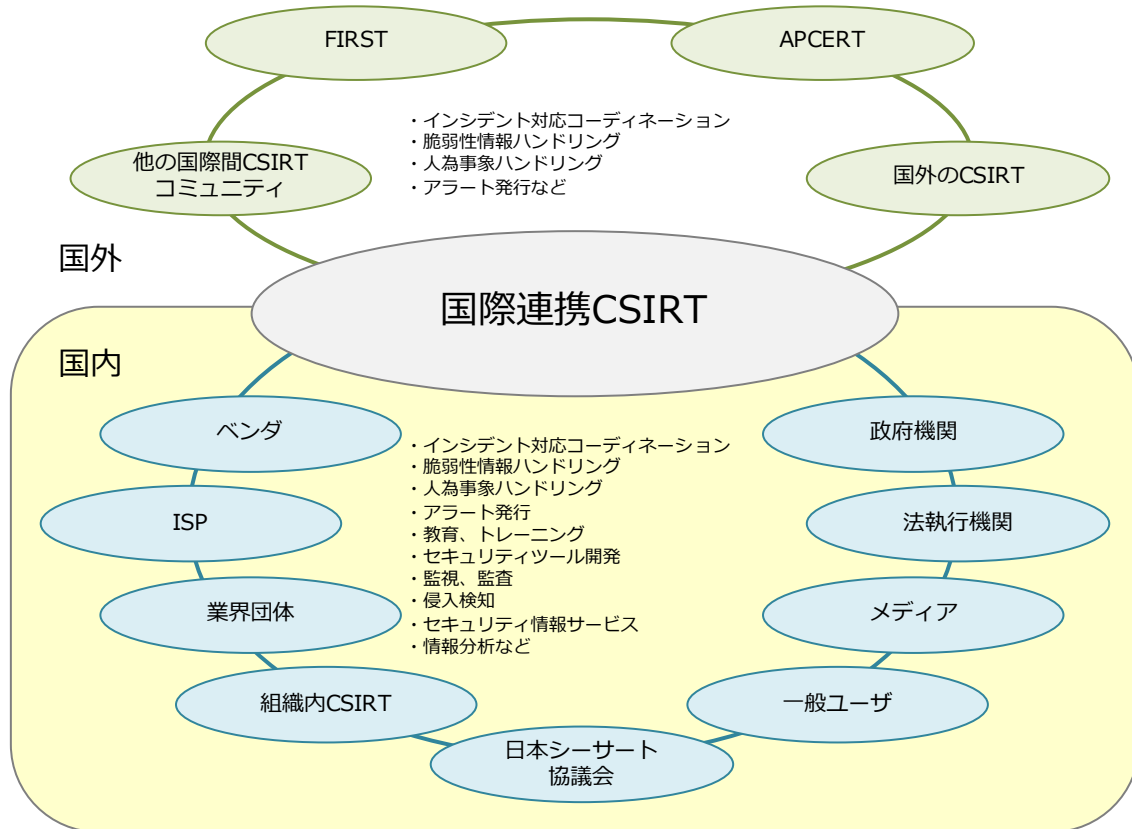 FIRST
APCERT
・インシデント対応コーディネーション
・脆弱性情報ハンドリング
・人為事象ハンドリング
・アラート発行など
他の国際間CSIRT
コミュニティ
国外のCSIRT
国外
国際連携CSIRT
国内
ベンダ
政府機関
・インシデント対応コーディネーション
・脆弱性情報ハンドリング
・人為事象ハンドリング
・アラート発行
・教育、トレーニング
・セキュリティツール開発
・監視、監査
・侵入検知
・セキュリティ情報サービス
・情報分析など
ISP
法執行機関
業界団体
メディア
組織内CSIRT
一般ユーザ
日本シーサート
協議会